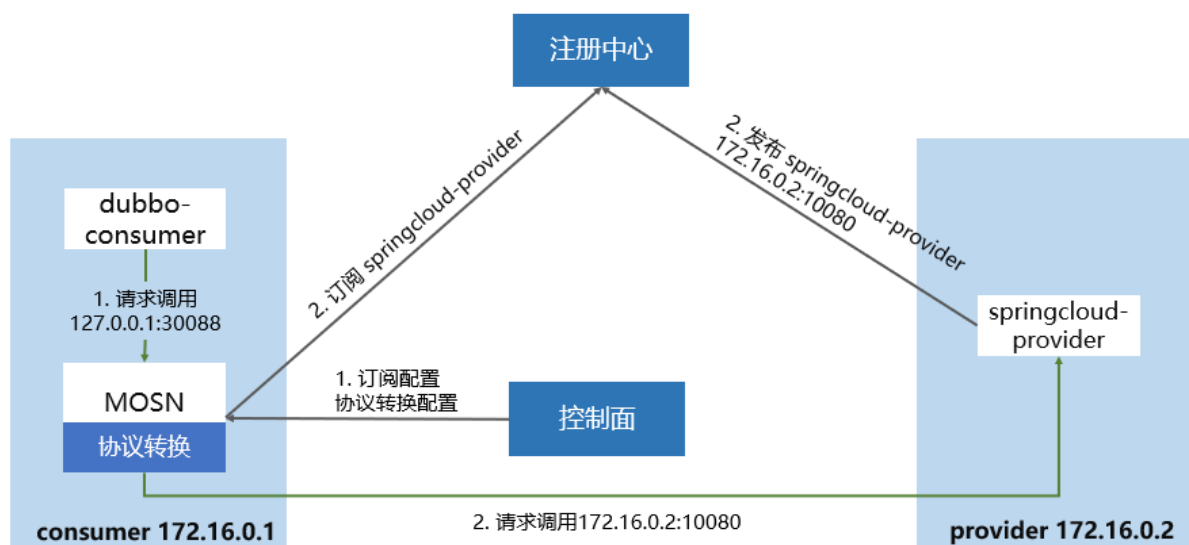 注册中心
2. 订阅 springcloud-provider
2. 发布 springcloud-provider
172.16.0.2:10080
dubbo-
consumer
1. 请求调用
127.0.0.1:30088
MOSN
协议转换
1. 订阅配置
协议转换配置
控制面
springcloud-
provider
2. 请求调用172.16.0.2:10080
consumer 172.16.0.1
provider 172.16.0.2